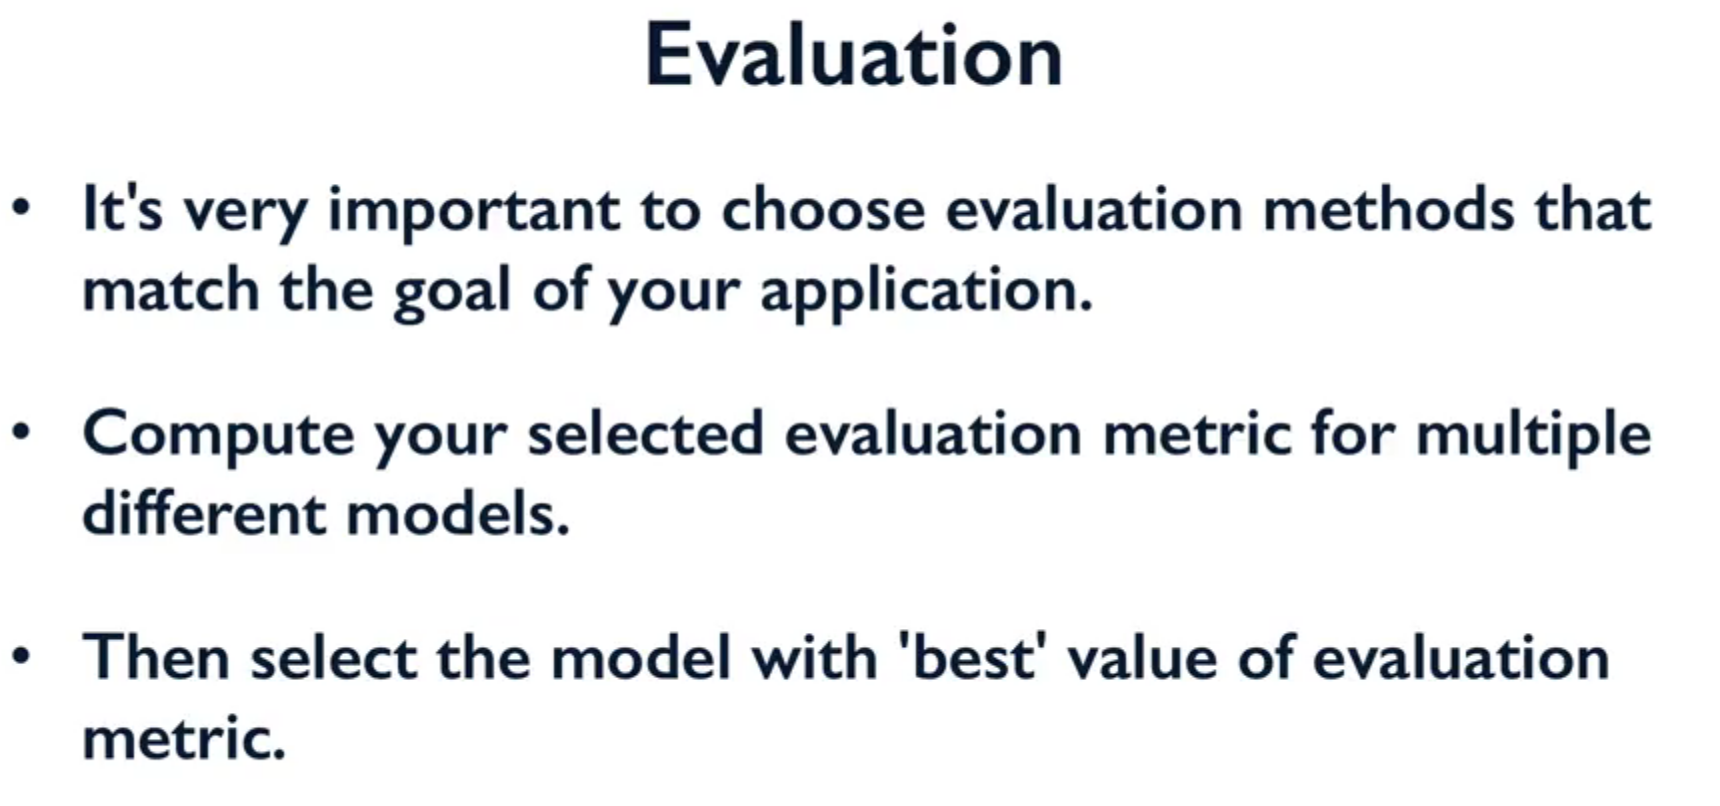 Evaluation
• It's very important to choose evaluation methods that
match the goal of your application.
• Compute your selected evaluation metric for multiple
different models.
• Then select the model with 'best' value of evaluation
metric.